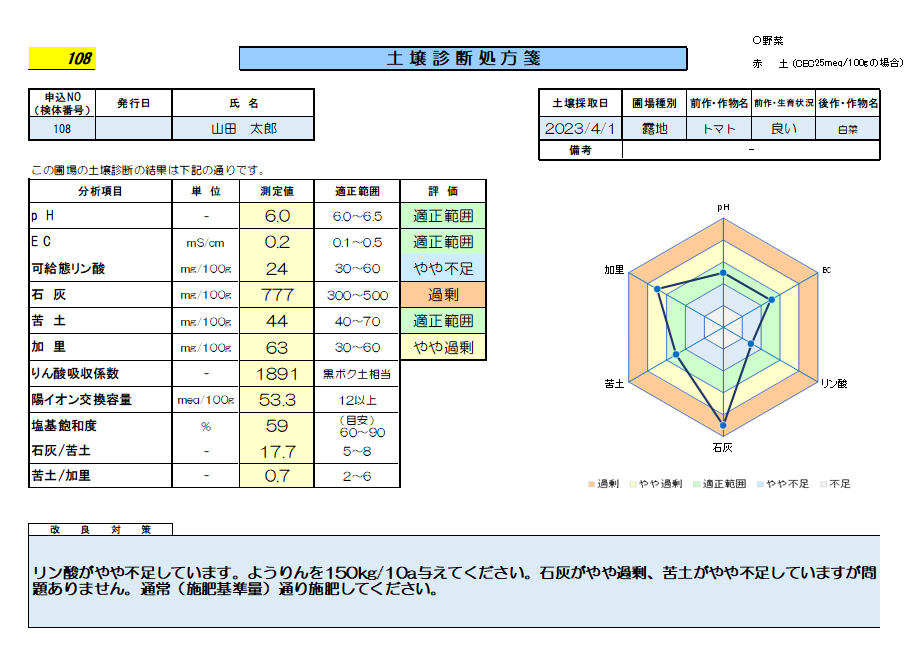 〇野菜
108
土壌診断処方箋
赤 土 (CEC25meq/100gの場合)
申込NO
(検体番号) 発行日 氏 名
108 山田 太郎
土壌採取日 圃場種別 前作・作物名 前作・生育状況 後作・作物名
2023/4/1 露地 トマト 良い 白菜
備考 -
この圃場の土壌診断の結果は下記の通りです。
分析項目 単 位 測定値 適正範囲 評 価
p H - 6.0 6.0～6.5 適正範囲
E C mS/cm 0.2 0.1～0.5 適正範囲
可給態リン酸 mg/100g 24 30～60 やや不足
石 灰 mg/100g 777 300～500 過剰
苦 土 mg/100g 44 40～70 適正範囲
加 里 mg/100g 63 30～60 やや過剰
りん酸吸収係数 - 1891 黒ボク土相当
陽イオン交換容量 meq/100g 53.3 12以上
塩基飽和度 % 59 (目安)
60～90
石灰/苦土 - 17.7 5～8
苦土/加里 - 0.7 2～6
pH
EC
リン酸
石灰
苦土
加里
過剰 やや過剰 適正範囲 やや不足 不足
改 良 対 策
リン酸がやや不足しています。ようりんを150kg/10a与えてください。石灰がやや過剰、苦土がやや不足していますが問
題ありません。通常（施肥基準量）通り施肥してください。